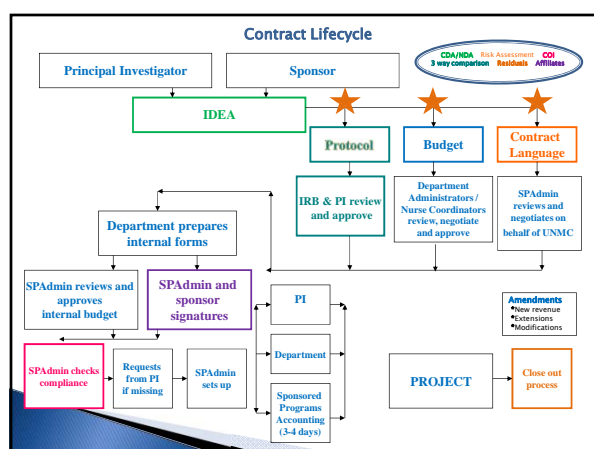 Contract Lifecycle
CDA/NDA Risk Assessment COI
3 way comparison Residuals Affiliates
Principal Investigator
Sponsor
IDEA
Protocol
Budget
Contract
Language
IRB & PI review
and approve
Department
Administrators /
Nurse Coordinators
review, negotiate
and approve
SPAdmin
reviews and
negotiates on
behalf of UNMC
Department prepares
internal forms
SPAdmin reviews and
approves
internal budget
SPAdmin and
sponsor
signatures
PI
Amendments
•New revenue
•Extensions
•Modifications
SPAdmin checks
compliance
Requests
from PI
if missing
SPAdmin
sets up
Department
Sponsored
Programs
Accounting
(3-4 days)
PROJECT
Close out
process